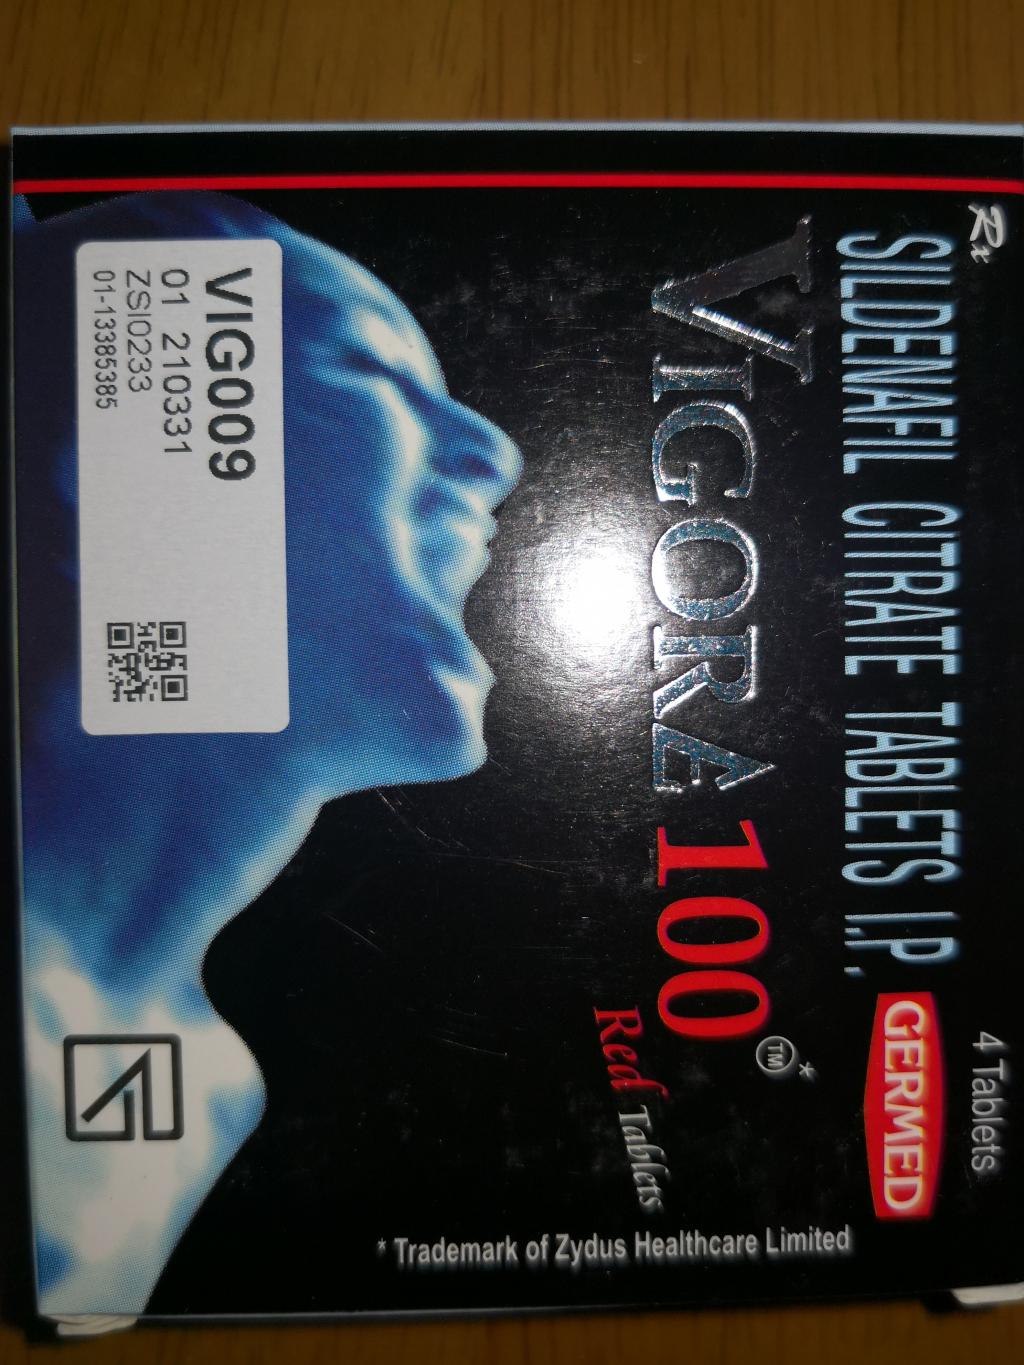 Rx
4 Tablets
SILDENAFIL CITRATE TABLETS I.P.
GERMED
VIGORA 100™*
Red Tablets
VIG009
01 210331
ZSI0233
01-13385385
* Trademark of Zydus Healthcare Limited